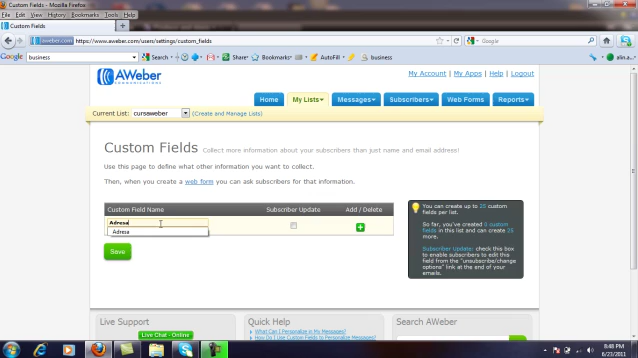 Custom Fields - Mozilla Firefox
File Edit View History Bookmarks Tools Help
Custom Fields +
aweber.com https://www.aweber.com/users/settings/custom_fields Google
Google business Search Share Bookmarks AutoFill business alin.a...
AWeber
COMMUNICATIONS
My Account | My Apps | Help | Logout
Home My Lists Messages Subscribers Web Forms Reports
Current List: cursaweber (Create and Manage Lists)
Custom Fields Collect more information about your subscribers than just name and email address!
Use this page to define what other information you want to collect.
Then, when you create a web form you can ask subscribers for that information.
Custom Field Name Subscriber Update Add / Delete
Adresa
Adresa
Save
You can create up to 25 custom
fields per list.
So far, you've created 0 custom
fields in this list and can create 25
more.
Subscriber Update: check this box
to enable subscribers to edit this
field from the "unsubscribe/change
options" link at the end of your
emails.
Live Support Quick Help Search AWeber
Live Chat - Online
What Can I Personalize in My Messages?
How Do I Use Custom Fields to Personalize Messages?
8:48 PM
6/23/2011